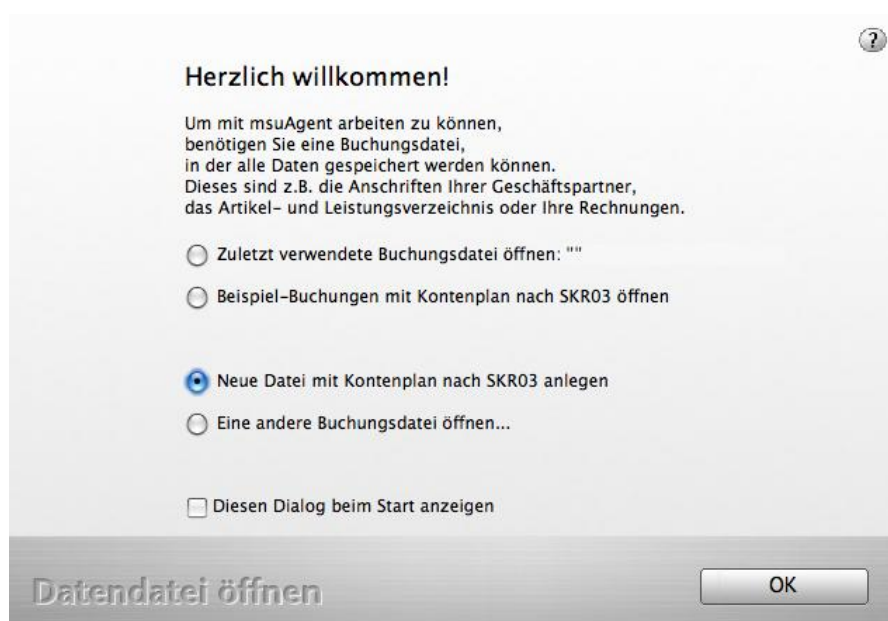 ?
Herzlich willkommen!
Um mit msuAgent arbeiten zu können,
benötigen Sie eine Buchungsdatei,
in der alle Daten gespeichert werden können.
Dieses sind z.B. die Anschriften Ihrer Geschäftspartner,
das Artikel- und Leistungsverzeichnis oder Ihre Rechnungen.
Zuletzt verwendete Buchungsdatei öffnen: ""
Beispiel-Buchungen mit Kontenplan nach SKR03 öffnen
Neue Datei mit Kontenplan nach SKR03 anlegen
Eine andere Buchungsdatei öffnen...
Diesen Dialog beim Start anzeigen
Datendatei öffnen
OK